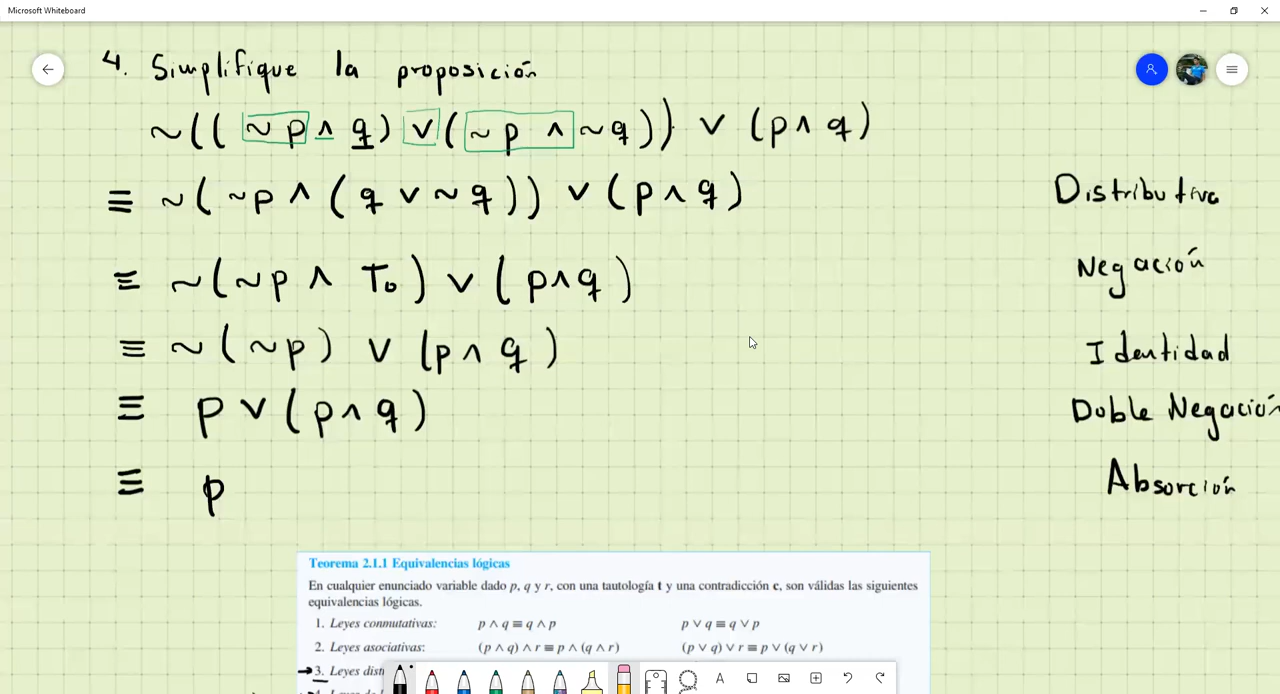 Microsoft Whiteboard
4. Simplifique la proposición
~((~p ∧ q) ∨ (~p ∧ ~q)) ∨ (p ∧ q)
≡ ~(~p ∧ (q ∨ ~q)) ∨ (p ∧ q) Distributiva
≡ ~(~p ∧ T₀) ∨ (p ∧ q) Negación
≡ ~(~p) ∨ (p ∧ q) Identidad
≡ p ∨ (p ∧ q) Doble Negación
≡ p Absorción
Teorema 2.1.1 Equivalencias lógicas
En cualquier enunciado variable dado p, q y r, con una tautología t y una contradicción c, son válidas las siguientes
equivalencias lógicas.
1. Leyes conmutativas: p ∧ q ≡ q ∧ p p ∨ q ≡ q ∨ p
2. Leyes asociativas: (p ∧ q) ∧ r ≡ p ∧ (q ∧ r) (p ∨ q) ∨ r ≡ p ∨ (q ∨ r)
3. Leyes dist